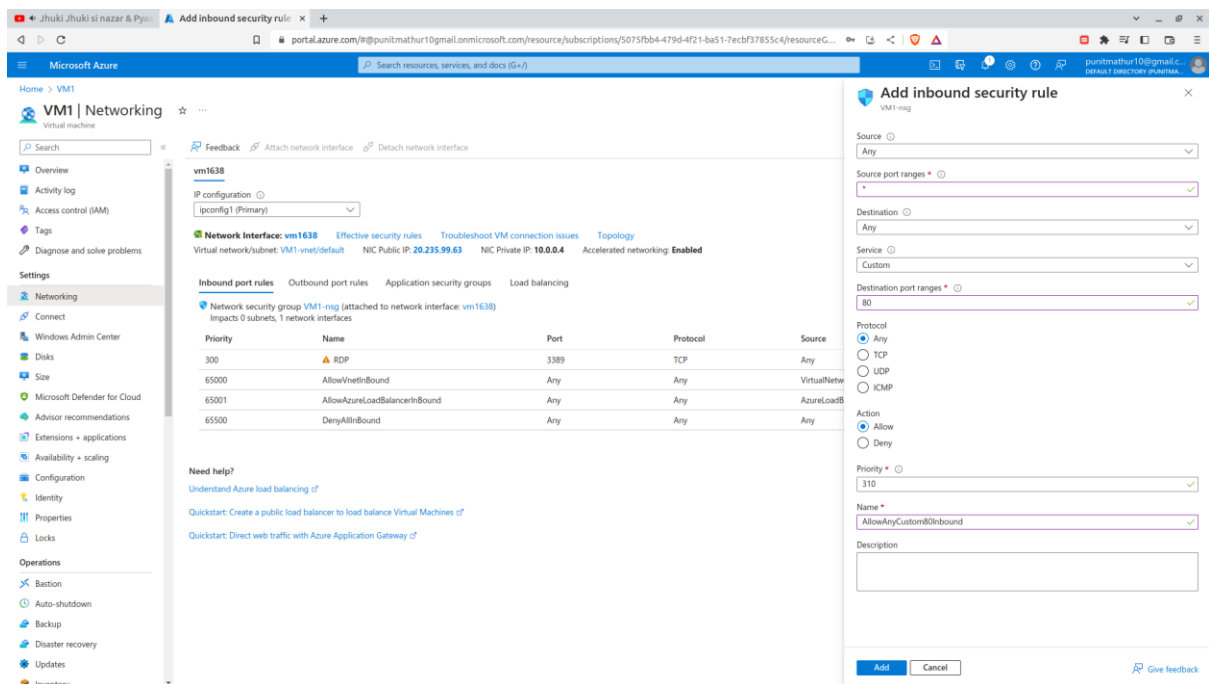 Jhuki Jhuki si nazar & Pya
Add inbound security rule
portal.azure.com/#@punitmathur10gmail.onmicrosoft.com/resource/subscriptions/5075fbb4-479d-4f21-ba51-7ecbf37855c4/resourceG...
Microsoft Azure
Search resources, services, and docs (G+/)
1
punitmathur10@gmail.c...
DEFAULT DIRECTORY (PUNITMA...
Home > VM1
VM1 | Networking
Virtual machine
Search
Overview
Activity log
Access control (IAM)
Tags
Diagnose and solve problems
Settings
Networking
Connect
Windows Admin Center
Disks
Size
Microsoft Defender for Cloud
Advisor recommendations
Extensions + applications
Availability + scaling
Configuration
Identity
Properties
Locks
Operations
Bastion
Auto-shutdown
Backup
Disaster recovery
Updates
Inventory
Feedback Attach network interface Detach network interface
vm1638
IP configuration
ipconfig1 (Primary)
Network Interface: vm1638 Effective security rules Troubleshoot VM connection issues Topology
Virtual network/subnet: VM1-vnet/default NIC Public IP: 20.235.99.63 NIC Private IP: 10.0.0.4 Accelerated networking: Enabled
Inbound port rules Outbound port rules Application security groups Load balancing
Network security group VM1-nsg (attached to network interface: vm1638)
Impacts 0 subnets, 1 network interfaces
Priority Name Port Protocol Source
300 RDP 3389 TCP Any
65000 AllowVnetInBound Any Any VirtualNetw
65001 AllowAzureLoadBalancerInBound Any Any AzureLoadB
65500 DenyAllInBound Any Any Any
Need help?
Understand Azure load balancing
Quickstart: Create a public load balancer to load balance Virtual Machines
Quickstart: Direct web traffic with Azure Application Gateway
Add inbound security rule
VM1-nsg
Source
Any
Source port ranges *
*
Destination
Any
Service
Custom
Destination port ranges *
80
Protocol
Any
TCP
UDP
ICMP
Action
Allow
Deny
Priority *
310
Name *
AllowAnyCustom80Inbound
Description
Add Cancel
Give feedback